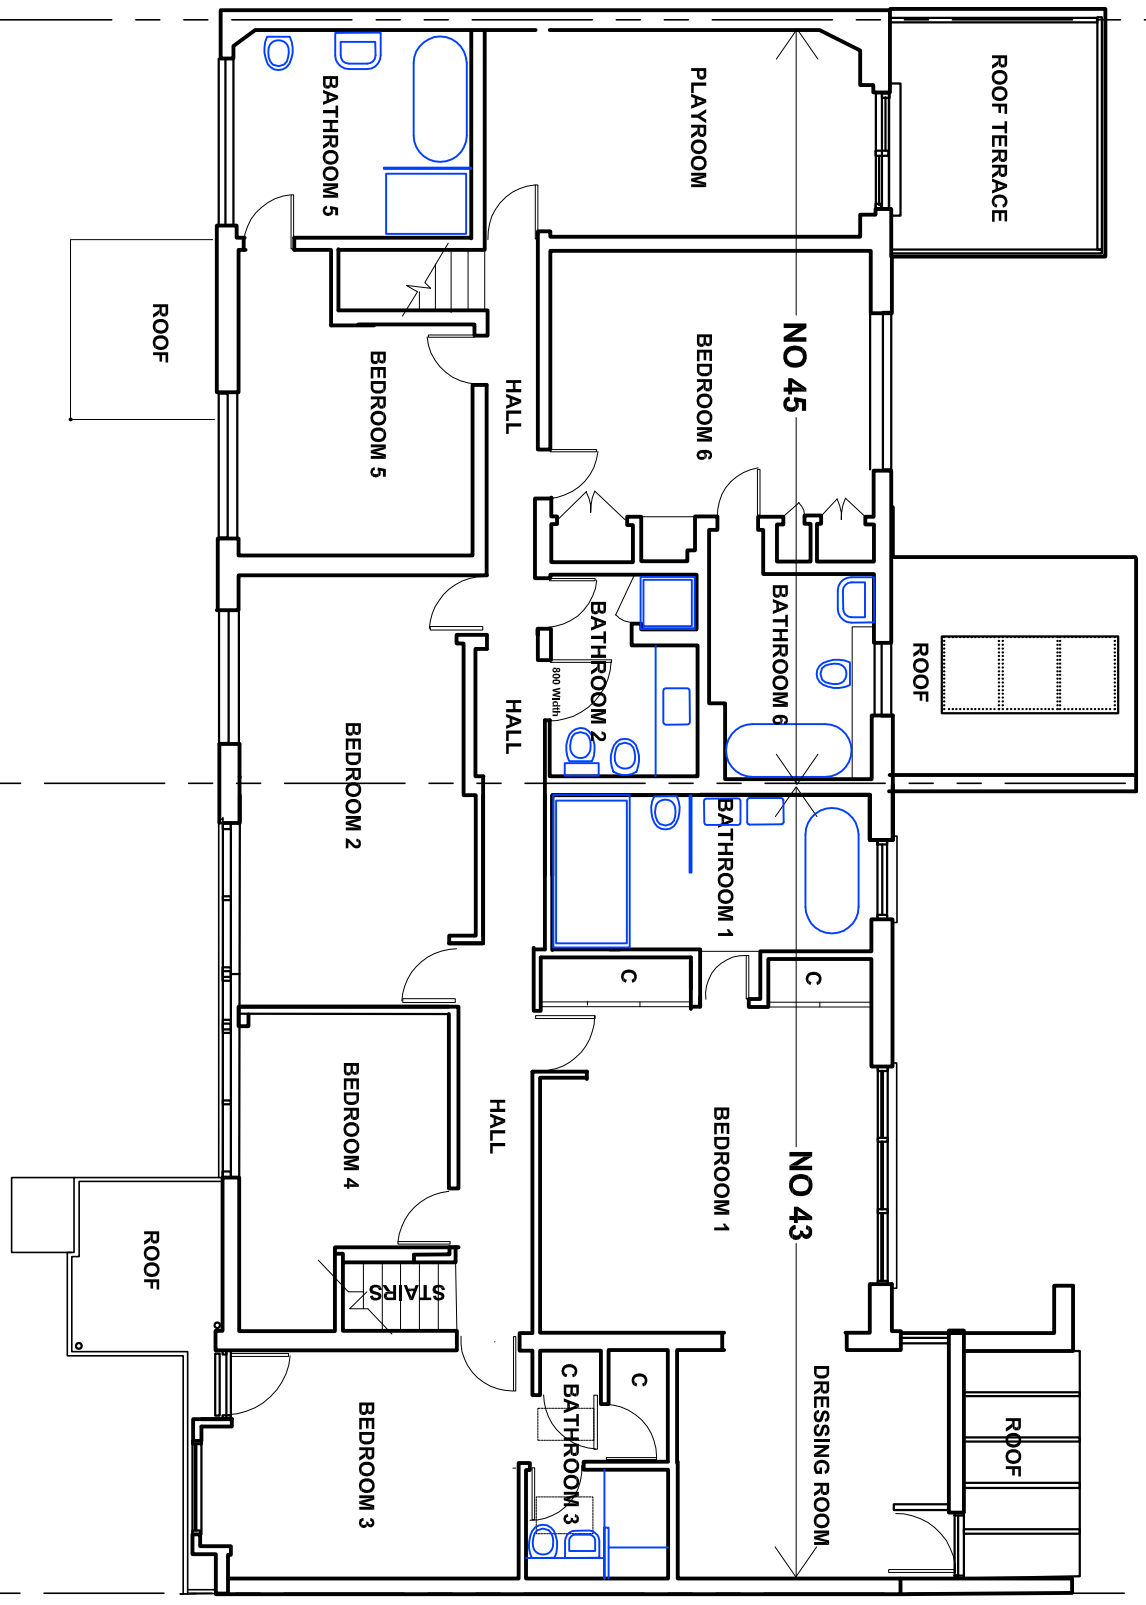 ROOF TERRACE
PLAYROOM
BATHROOM 5
ROOF
BEDROOM 5
HALL
BEDROOM 6
NO 45
BATHROOM 2
800 Width
BATHROOM 6
ROOF
HALL
BEDROOM 2
BATHROOM 1
C
C
BEDROOM 4
HALL
BEDROOM 1
NO 43
ROOF
STAIRS
BEDROOM 3
C
BATHROOM 3
C
DRESSING ROOM
ROOF